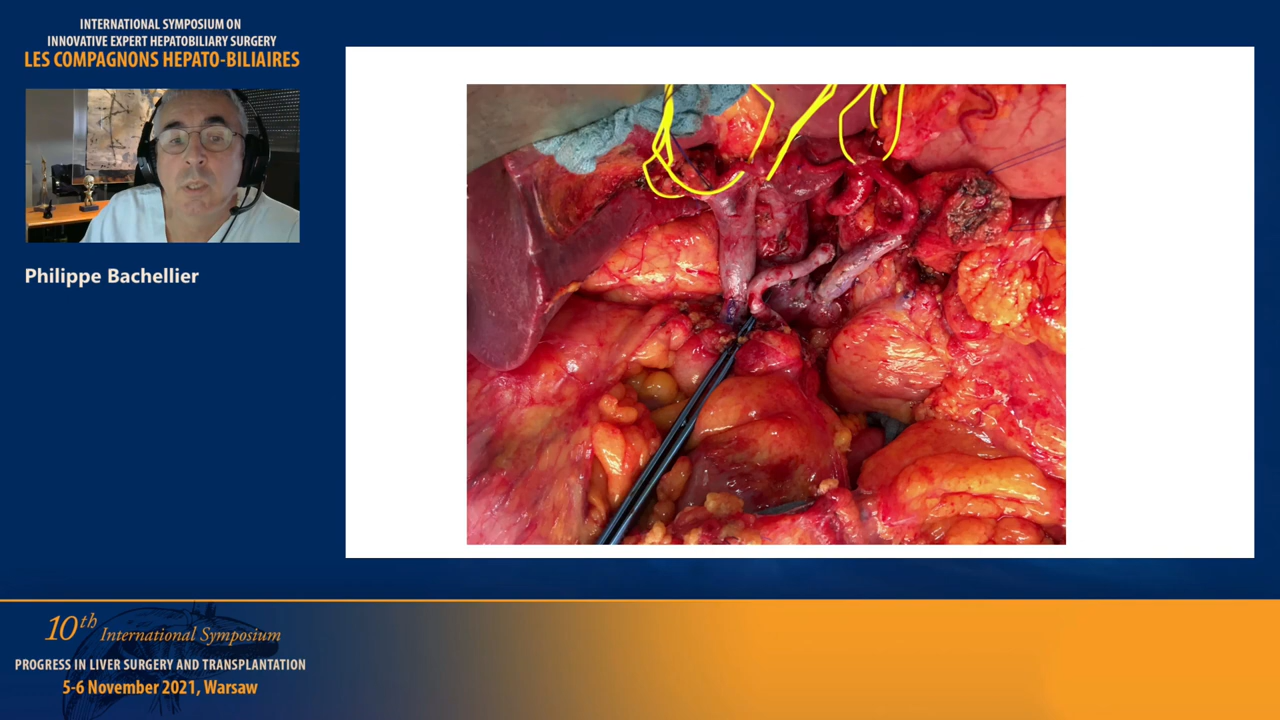 INTERNATIONAL SYMPOSIUM ON
INNOVATIVE EXPERT HEPATOBILIARY SURGERY
LES COMPAGNONS HEPATO-BILIAIRES
Philippe Bachellier
10th International Symposium
PROGRESS IN LIVER SURGERY AND TRANSPLANTATION
5-6 November 2021, Warsaw